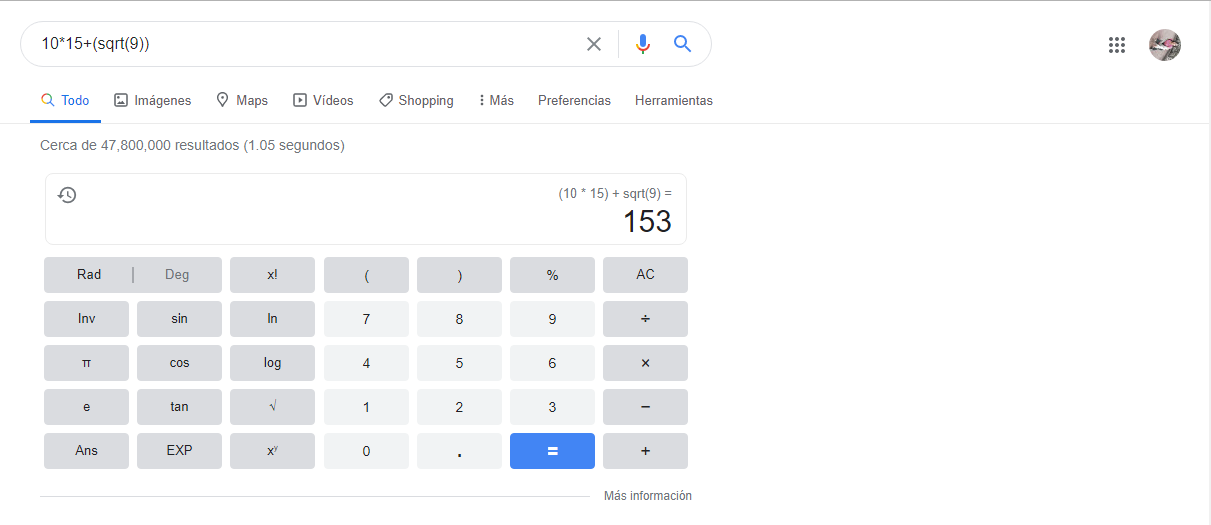 10*15+(sqrt(9))
Todo Imágenes Maps Vídeos Shopping Más Preferencias Herramientas
Cerca de 47,800,000 resultados (1.05 segundos)
(10 * 15) + sqrt(9) =
153
Rad | Deg x! ( ) % AC
Inv sin ln 7 8 9 ÷
π cos log 4 5 6 ×
e tan √ 1 2 3 −
Ans EXP xʸ 0 . = +
Más información